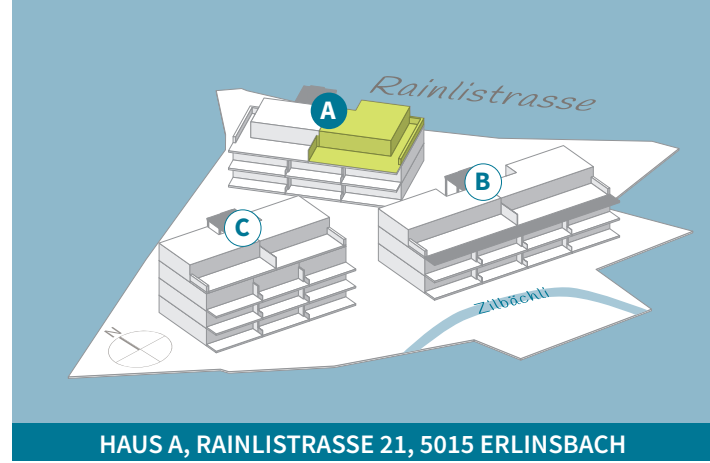 Rainlistrasse
A
B
C
Zilbächli
N
HAUS A, RAINLISTRASSE 21, 5015 ERLINSBACH